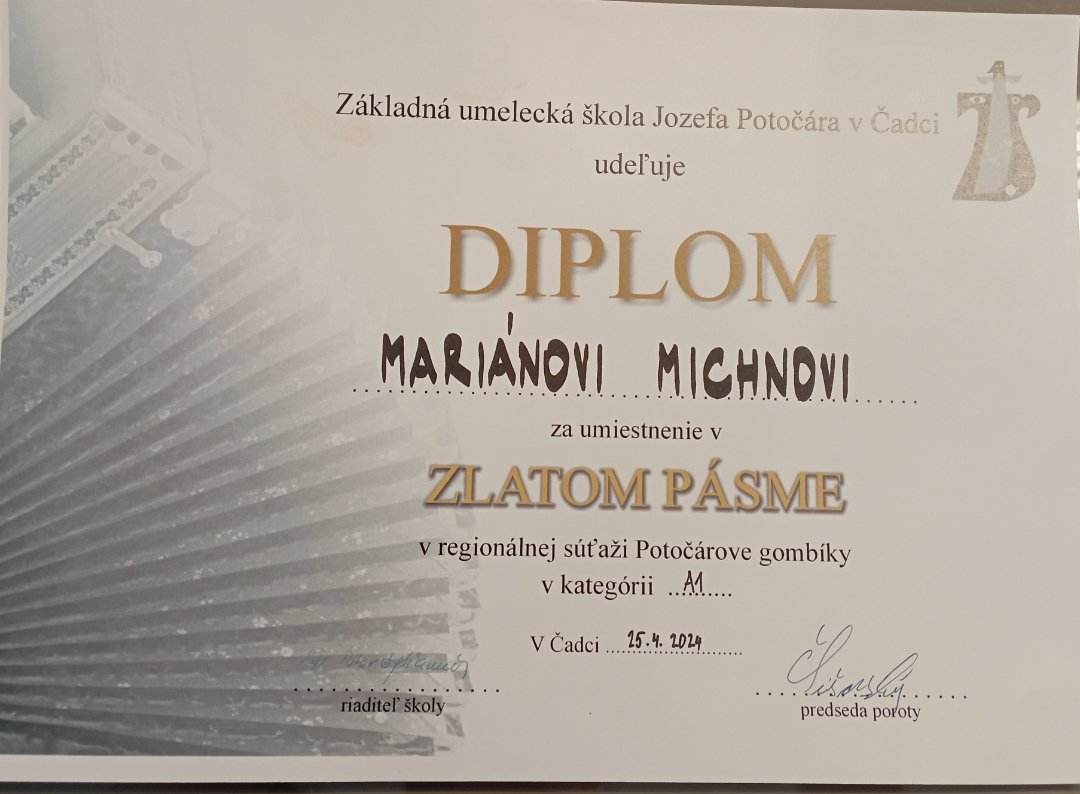 Základná umelecká škola Jozefa Potočára v Čadci
udeľuje
DIPLOM
MARIÁNOVI MICHNOVI
za umiestnenie v
ZLATOM PÁSME
v regionálnej súťaži Potočárove gombíky
v kategórii ..A1......
V Čadci 25.4.2024
riaditeľ školy
predseda poroty